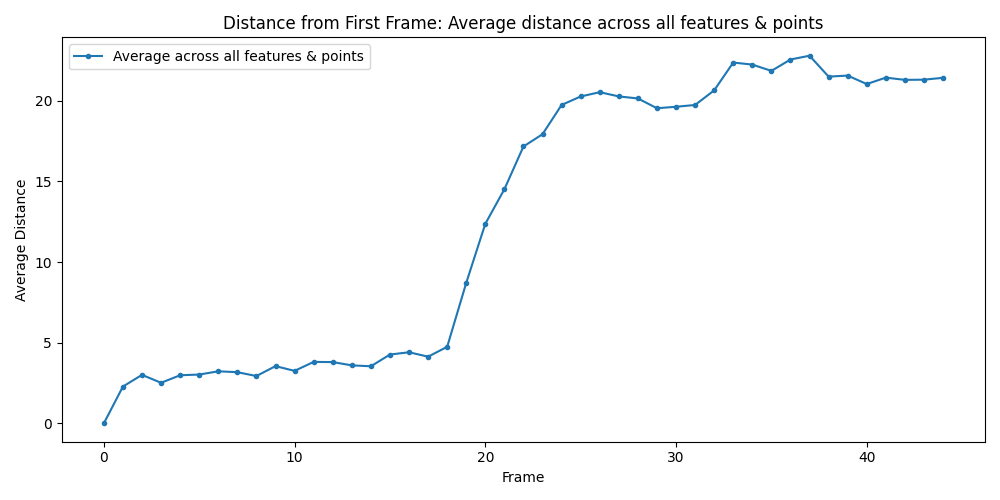 Distance from First Frame: Average distance across all features & points
Average across all features & points
Average Distance
20
15
10
5
0
0 10 20 30 40
Frame